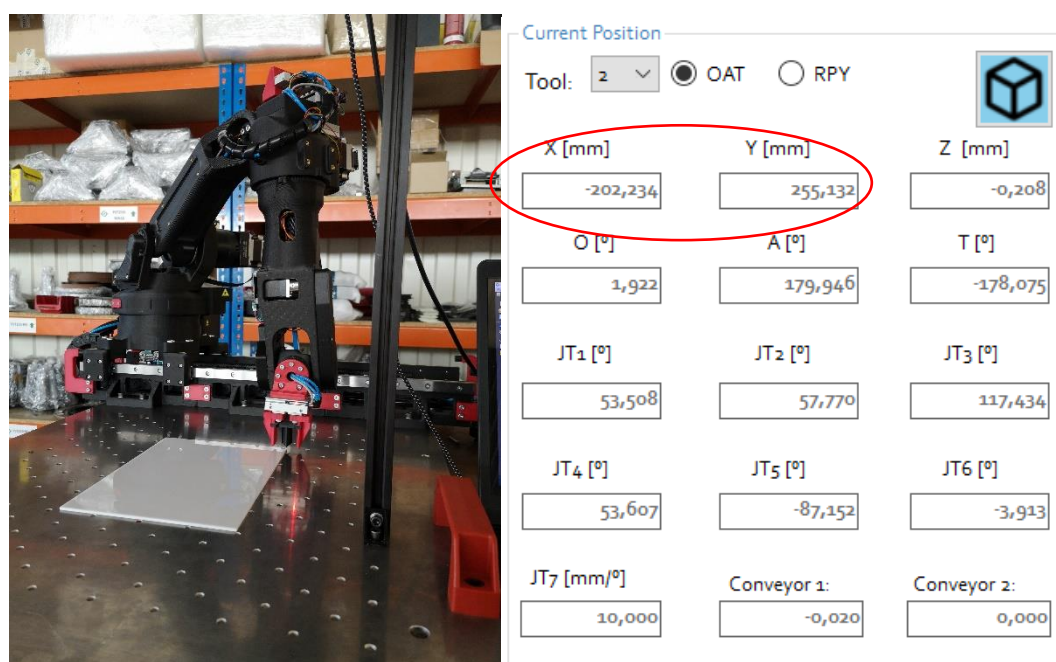 Current Position
Tool: 2 OAT RPY
X [mm] Y [mm] Z [mm]
-202,234 255,132 -0,208
O [º] A [º] T [º]
1,922 179,946 -178,075
JT1 [º] JT2 [º] JT3 [º]
53,508 57,770 117,434
JT4 [º] JT5 [º] JT6 [º]
53,607 -87,152 -3,913
JT7 [mm/º] Conveyor 1: Conveyor 2:
10,000 -0,020 0,000